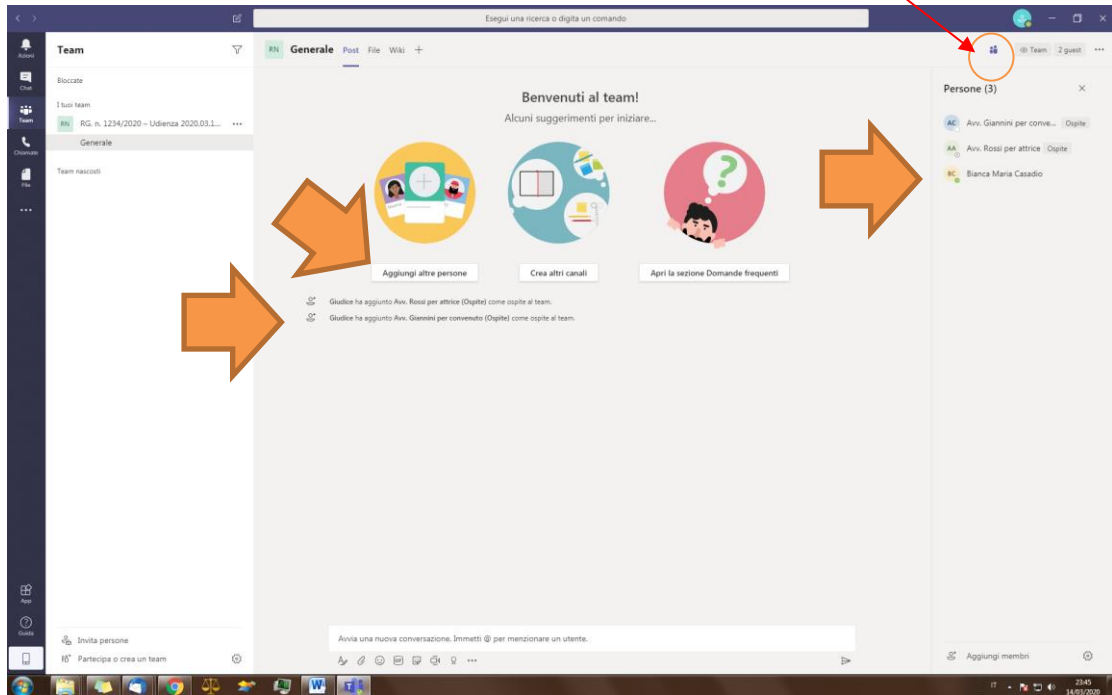 Esegui una ricerca o digita un comando
Attività
Chat
Team
Chiamate
File
App
Guida
Team
Bloccate
I tuoi team
RN RG. n. 1234/2020 – Udienza 2020.03.1...
Generale
Team nascosti
Invita persone
Partecipa o crea un team
RN Generale Post File Wiki +
Team 2 guest
Benvenuti al team!
Alcuni suggerimenti per iniziare...
Aggiungi altre persone
Crea altri canali
Apri la sezione Domande frequenti
Giudice ha aggiunto Avv. Rossi per attrice (Ospite) come ospite al team.
Giudice ha aggiunto Avv. Giannini per convenuto (Ospite) come ospite al team.
Avvia una nuova conversazione. Immetti @ per menzionare un utente.
GIF
Persone (3)
AC Avv. Giannini per conve... Ospite
AA Avv. Rossi per attrice Ospite
BC Bianca Maria Casadio
Aggiungi membri
IT
23:45
14/03/2020